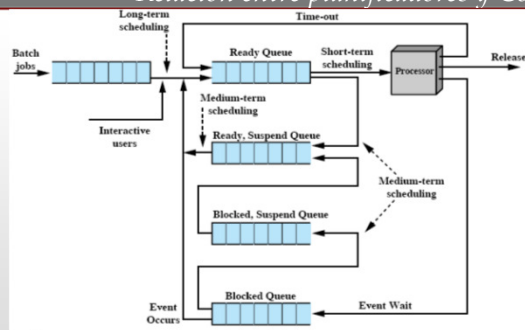 Long-term
scheduling
Time-out
Batch
jobs
Ready Queue
Short-term
scheduling
Processor
Release
Medium-term
scheduling
Interactive
users
Ready, Suspend Queue
Medium-term
scheduling
Blocked, Suspend Queue
Blocked Queue
Event
Occurs
Event Wait